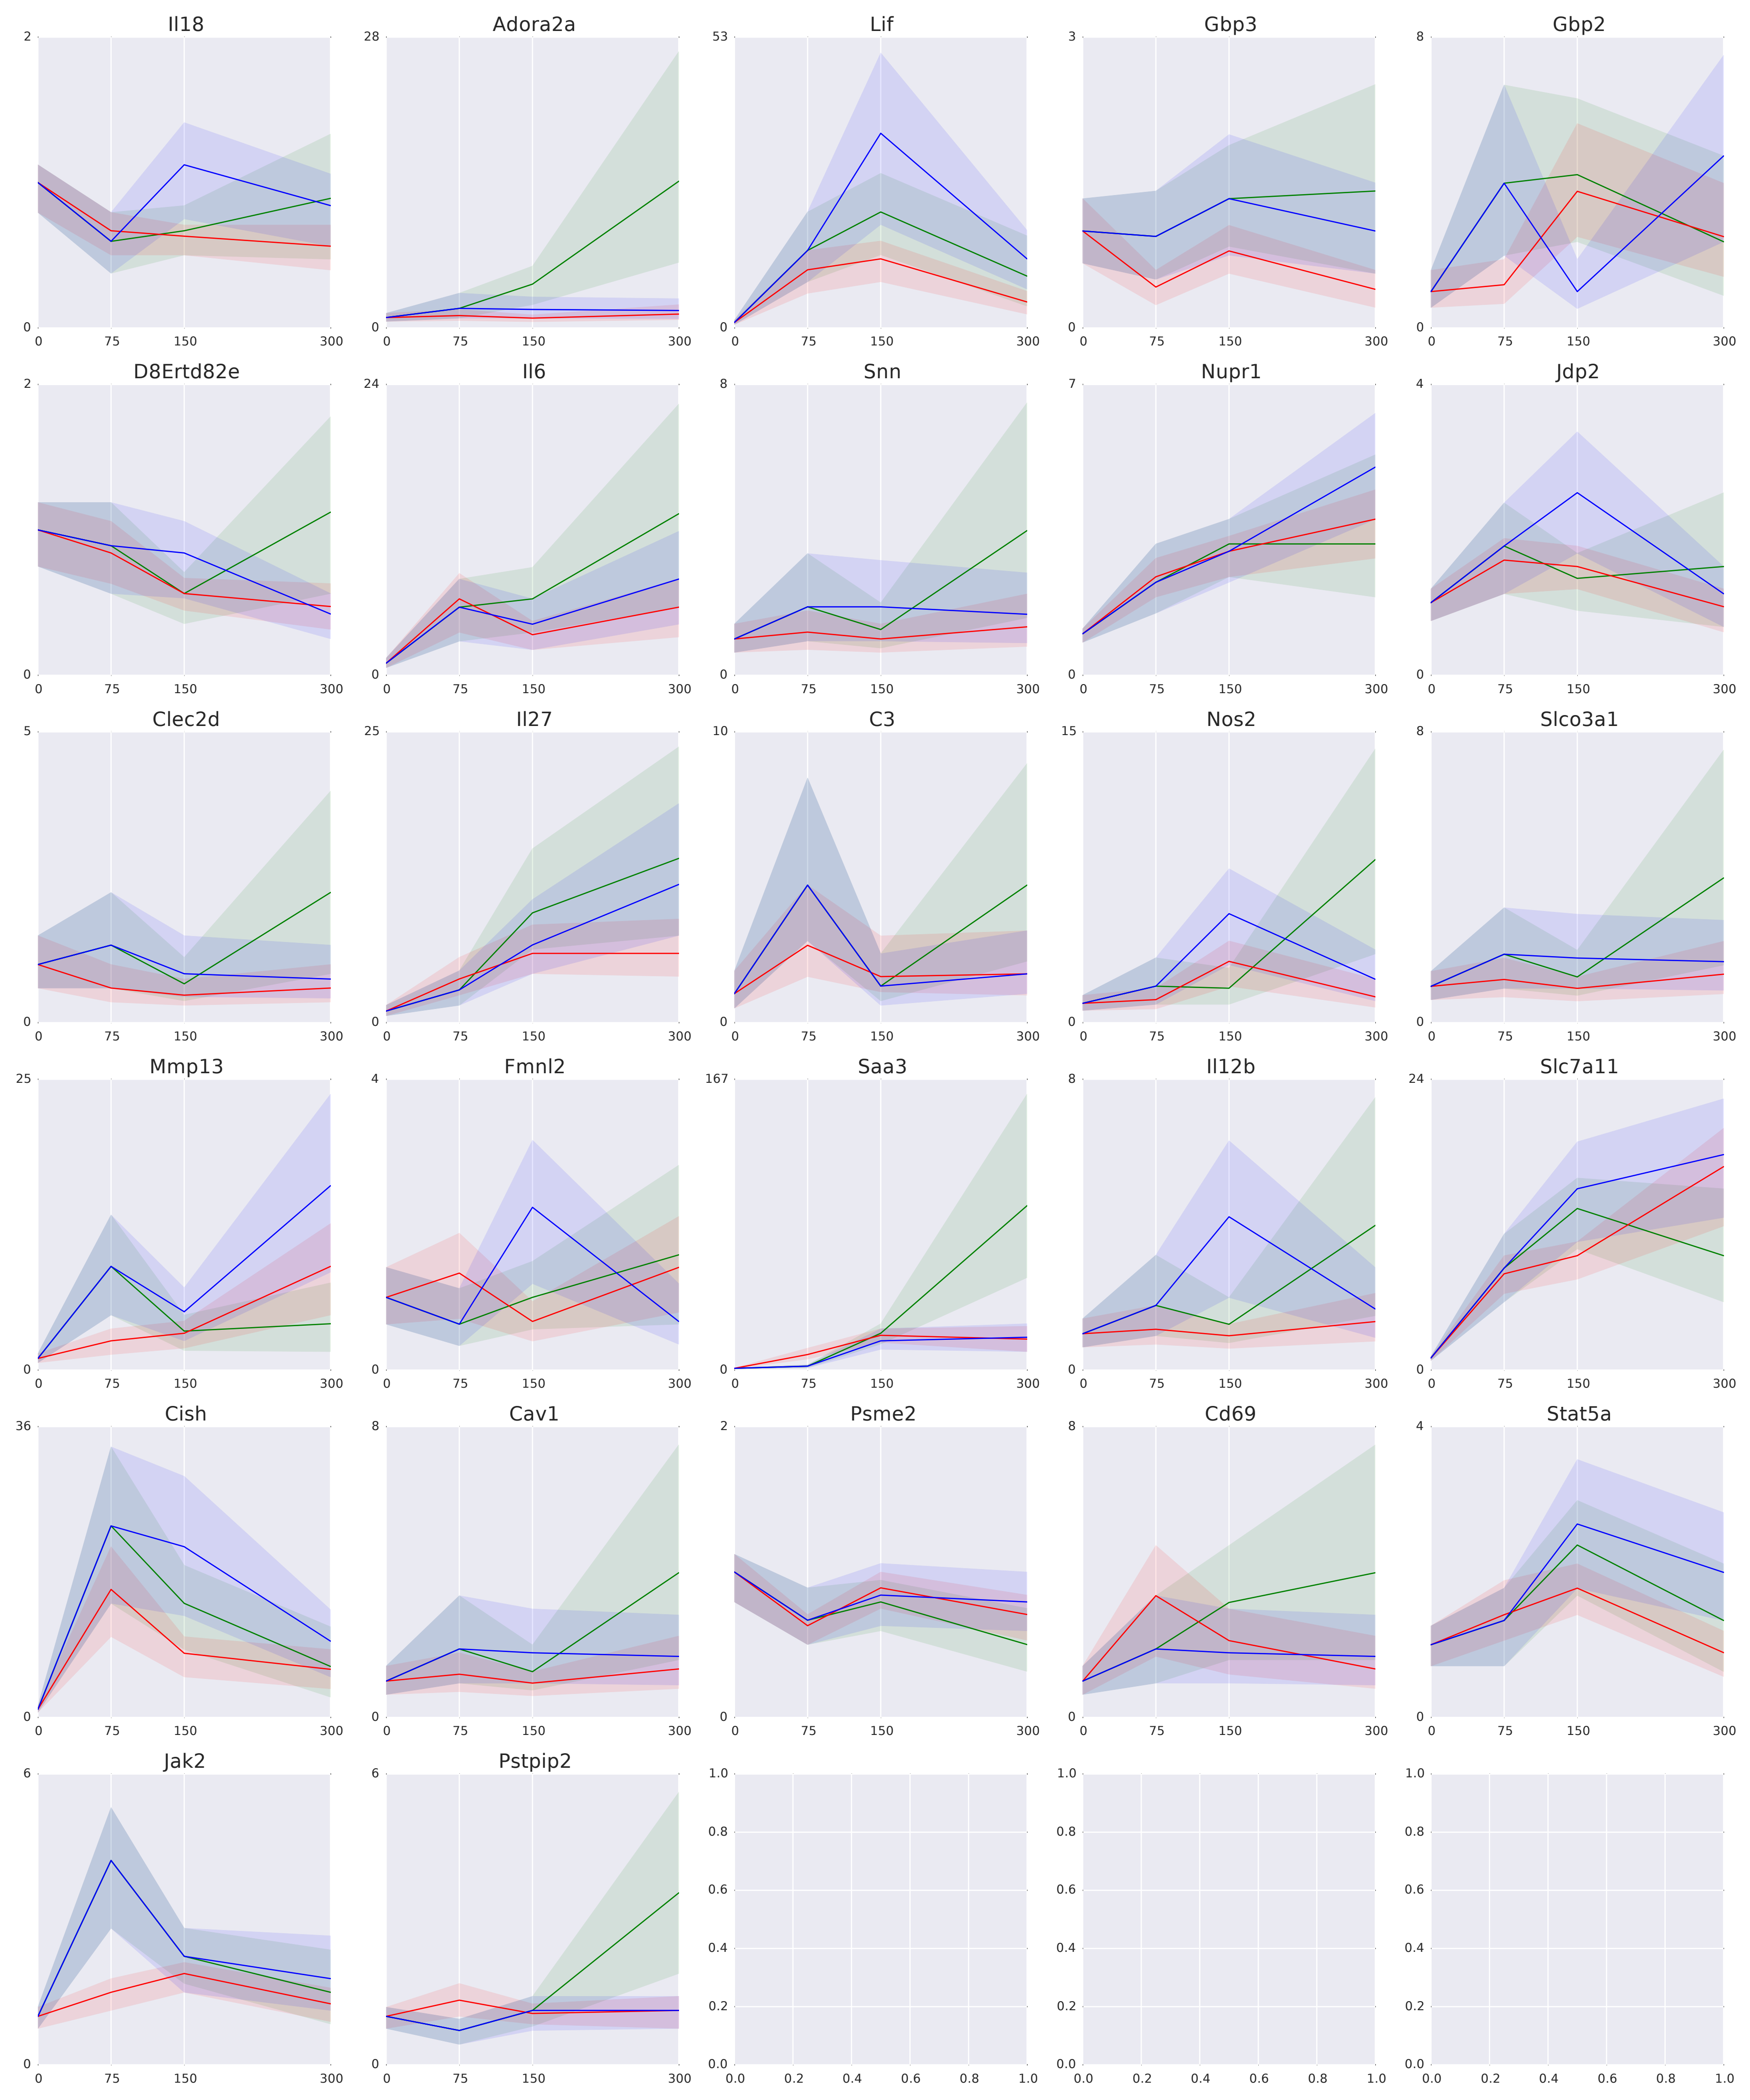 Il18 Adora2a Lif Gbp3 Gbp2
2 28 53 3 8
0 0 0 0 0
0 75 150 300 0 75 150 300 0 75 150 300 0 75 150 300 0 75 150 300
D8Ertd82e Il6 Snn Nupr1 Jdp2
2 24 8 7 4
0 0 0 0 0
0 75 150 300 0 75 150 300 0 75 150 300 0 75 150 300 0 75 150 300
Clec2d Il27 C3 Nos2 Slco3a1
5 25 10 15 8
0 0 0 0 0
0 75 150 300 0 75 150 300 0 75 150 300 0 75 150 300 0 75 150 300
Mmp13 Fmnl2 Saa3 Il12b Slc7a11
25 4 167 8 24
0 0 0 0 0
0 75 150 300 0 75 150 300 0 75 150 300 0 75 150 300 0 75 150 300
Cish Cav1 Psme2 Cd69 Stat5a
36 8 2 8 4
0 0 0 0 0
0 75 150 300 0 75 150 300 0 75 150 300 0 75 150 300 0 75 150 300
Jak2 Pstpip2
6 6 1.0 1.0 1.0
0.8 0.8 0.8
0.6 0.6 0.6
0.4 0.4 0.4
0.2 0.2 0.2
0 0 0.0 0.0 0.0
0 75 150 300 0 75 150 300 0.0 0.2 0.4 0.6 0.8 1.0 0.0 0.2 0.4 0.6 0.8 1.0 0.0 0.2 0.4 0.6 0.8 1.0